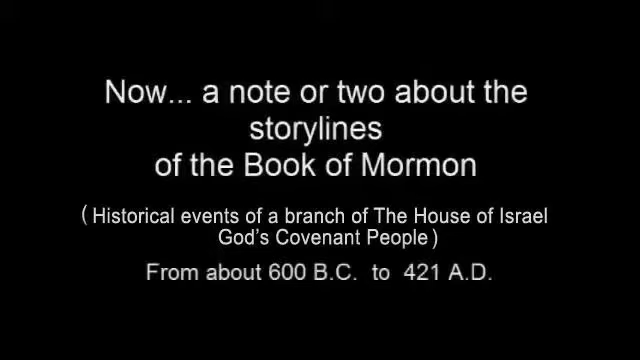 Now... a note or two about the
storylines
of the Book of Mormon
( Historical events of a branch of The House of Israel
God's Covenant People )
From about 600 B.C. to 421 A.D.